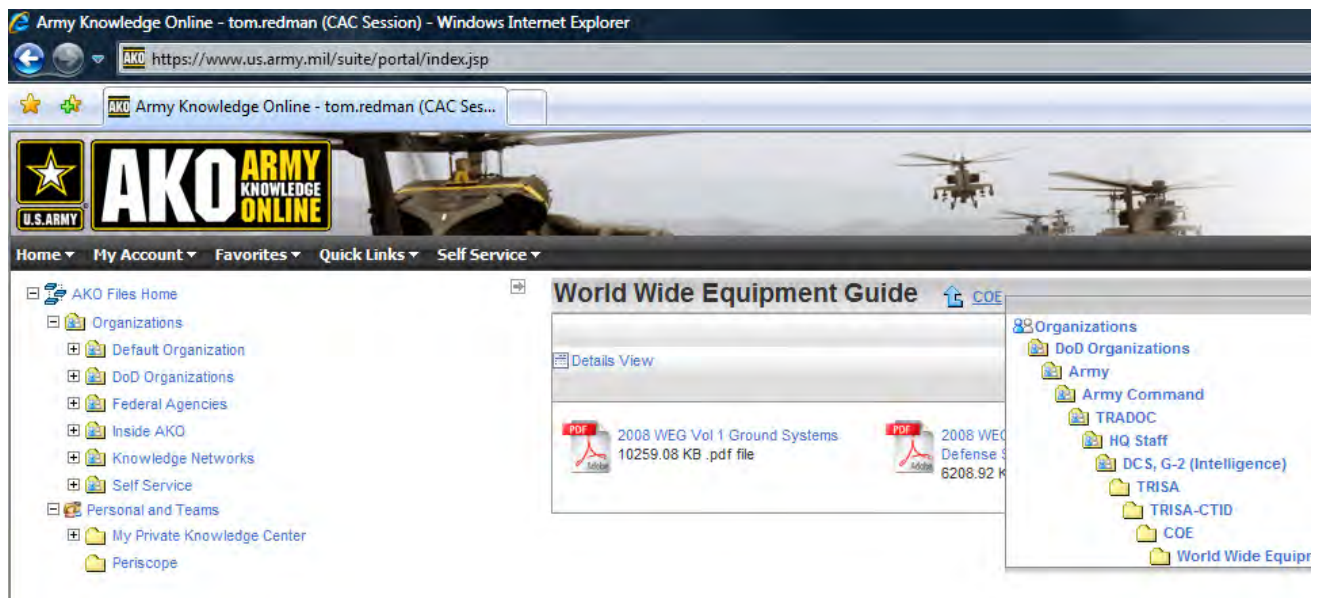 Army Knowledge Online - tom.redman (CAC Session) - Windows Internet Explorer
AKO https://www.us.army.mil/suite/portal/index.jsp
AKO Army Knowledge Online - tom.redman (CAC Ses...
U.S.ARMY
AKO ARMY KNOWLEDGE ONLINE
Home My Account Favorites Quick Links Self Service
AKO Files Home
Organizations
Default Organization
DoD Organizations
Federal Agencies
Inside AKO
Knowledge Networks
Self Service
Personal and Teams
My Private Knowledge Center
Periscope
World Wide Equipment Guide COE
Details View
PDF Adobe
2008 WEG Vol 1 Ground Systems
10259.08 KB .pdf file
PDF Adobe
2008 WEG
Defense S
6208.92 K
Organizations
DoD Organizations
Army
Army Command
TRADOC
HQ Staff
DCS, G-2 (Intelligence)
TRISA
TRISA-CTID
COE
World Wide Equipr